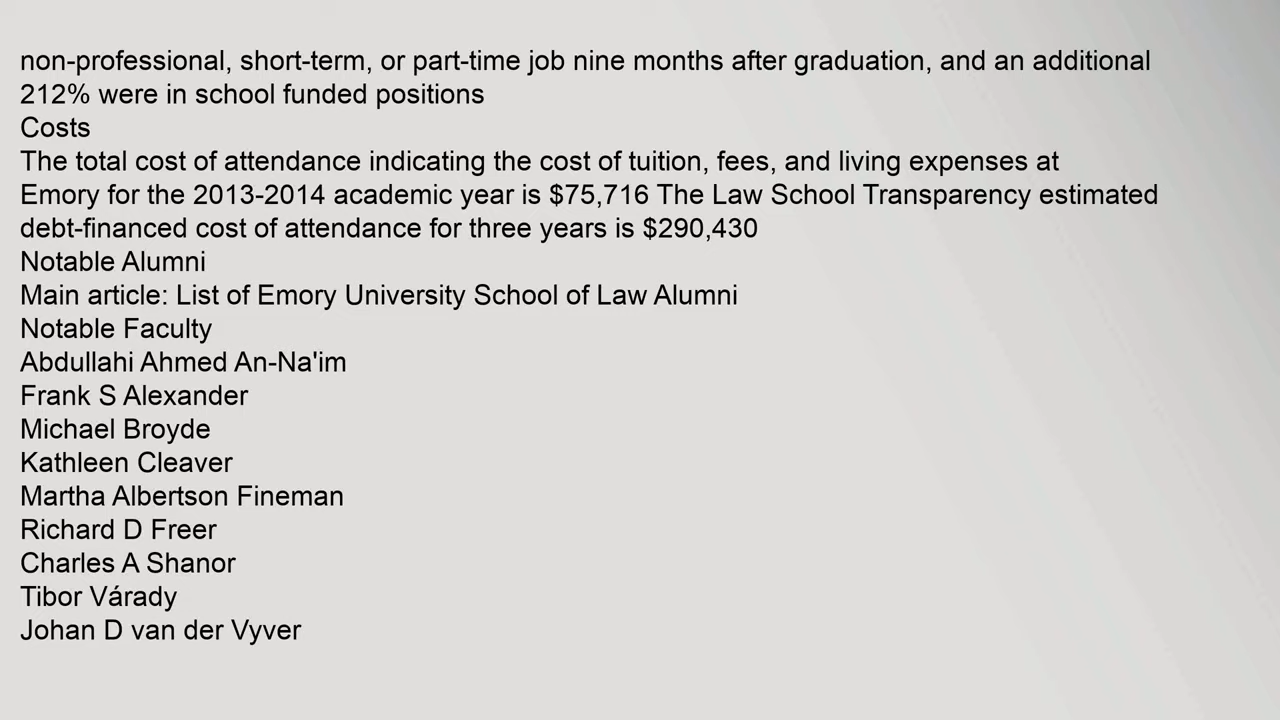 non-professional, short-term, or part-time job nine months after graduation, and an additional
212% were in school funded positions
Costs
The total cost of attendance indicating the cost of tuition, fees, and living expenses at
Emory for the 2013-2014 academic year is $75,716 The Law School Transparency estimated
debt-financed cost of attendance for three years is $290,430
Notable Alumni
Main article: List of Emory University School of Law Alumni
Notable Faculty
Abdullahi Ahmed An-Na'im
Frank S Alexander
Michael Broyde
Kathleen Cleaver
Martha Albertson Fineman
Richard D Freer
Charles A Shanor
Tibor Várady
Johan D van der Vyver